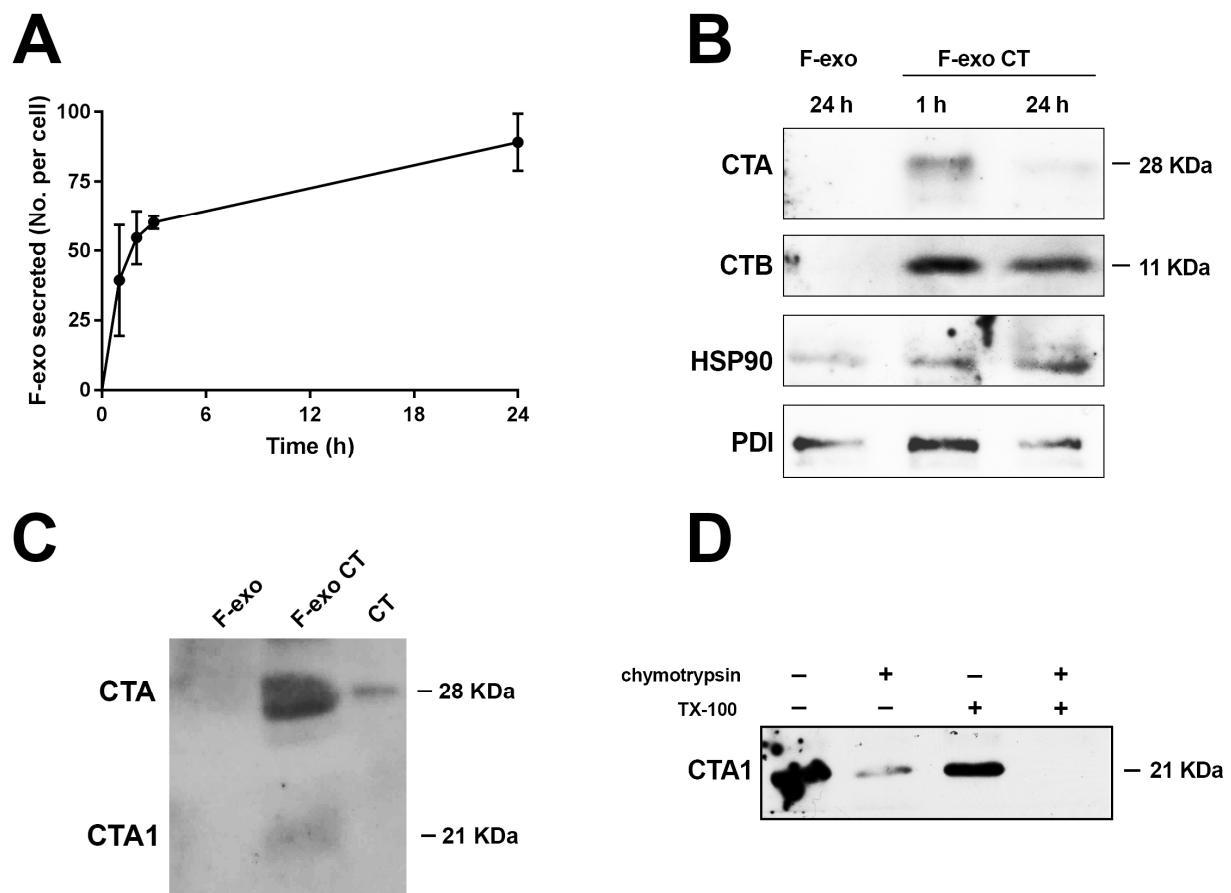 A
F-exo secreted (No. per cell)
100
75
50
25
0
0 6 12 18 24
Time (h)
B
F-exo F-exo CT
24 h 1 h 24 h
CTA – 28 KDa
CTB – 11 KDa
HSP90
PDI
C
F-exo F-exo CT CT
CTA – 28 KDa
CTA1 – 21 KDa
D
chymotrypsin – + – +
TX-100 – – + +
CTA1 – 21 KDa